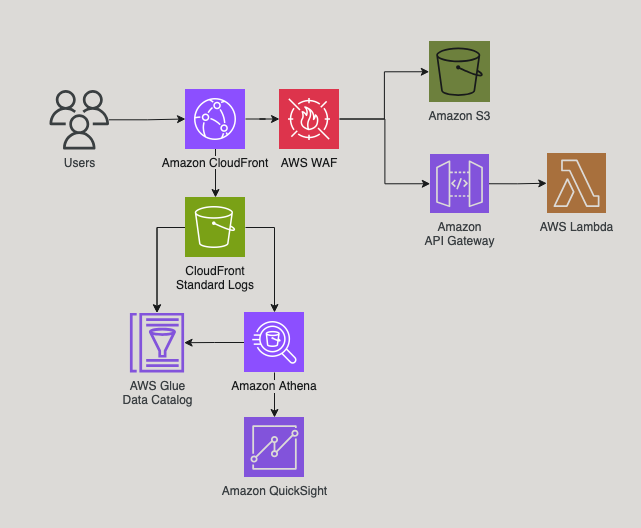 Users
Amazon CloudFront
AWS WAF
Amazon S3
Amazon
API Gateway
AWS Lambda
CloudFront
Standard Logs
AWS Glue
Data Catalog
Amazon Athena
Amazon QuickSight